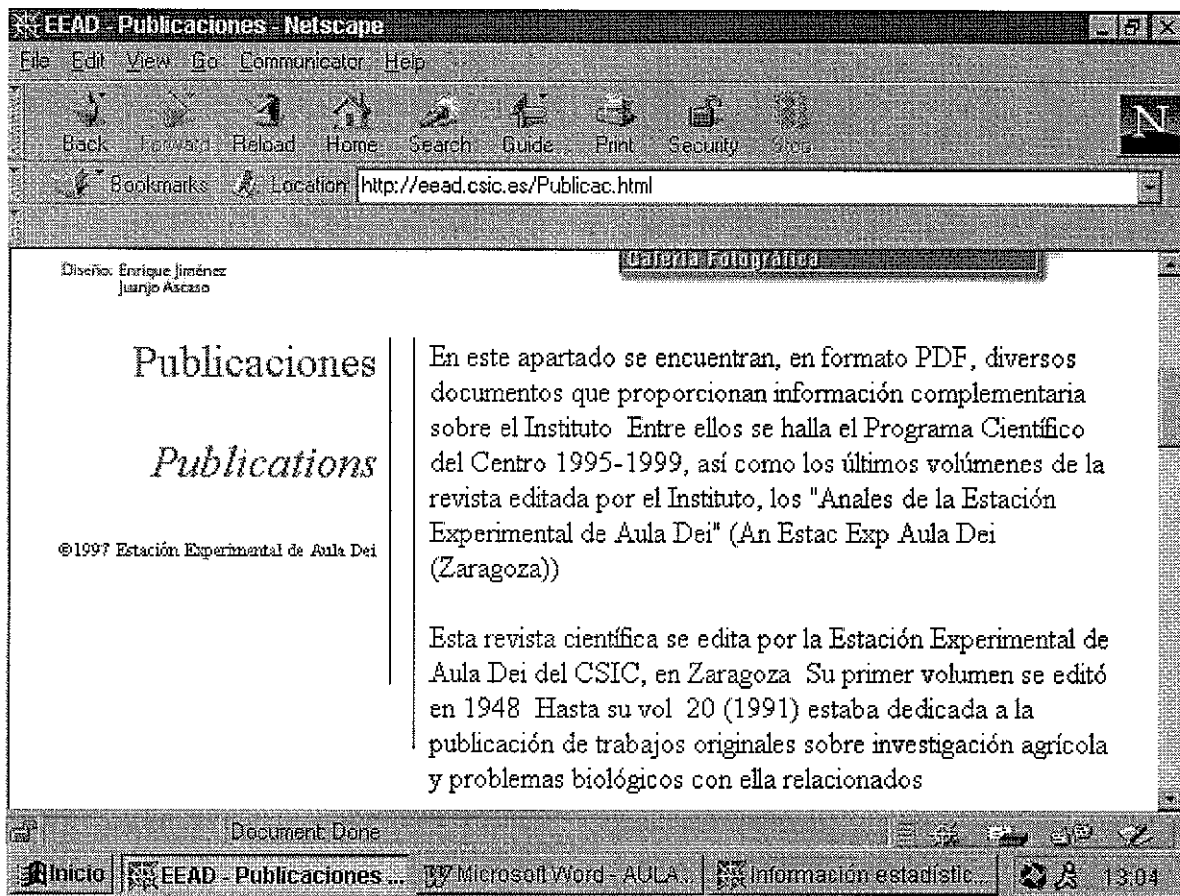 EEAD - Publicaciones - Netscape
File Edit View Go Communicator Help
N
Back Forward Reload Home Search Guide Print Security Stop
Bookmarks Location: http://eead.csic.es/Publicac.html
Diseño: Enrique Jiménez
Juanjo Ascaso
Galería Fotográfica
Publicaciones
Publications
©1997 Estación Experimental de Aula Dei
En este apartado se encuentran, en formato PDF, diversos
documentos que proporcionan información complementaria
sobre el Instituto Entre ellos se halla el Programa Científico
del Centro 1995-1999, así como los últimos volúmenes de la
revista editada por el Instituto, los "Anales de la Estación
Experimental de Aula Dei" (An Estac Exp Aula Dei
(Zaragoza))
Esta revista científica se edita por la Estación Experimental de
Aula Dei del CSIC, en Zaragoza Su primer volumen se editó
en 1948 Hasta su vol 20 (1991) estaba dedicada a la
publicación de trabajos originales sobre investigación agrícola
y problemas biológicos con ella relacionados
Document: Done
Inicio EEAD - Publicaciones ... Microsoft Word - AULA... Información estadístic... 13:04